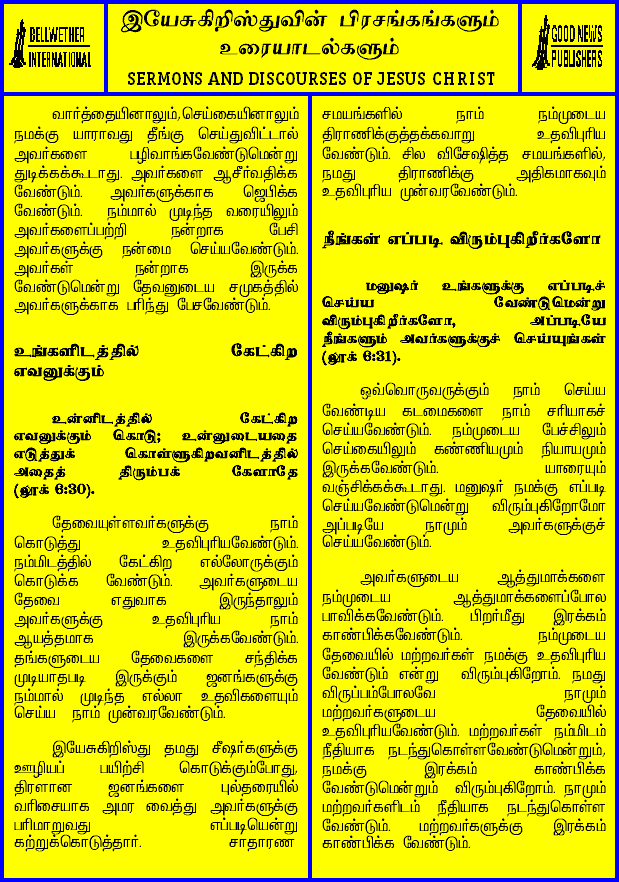 BELLWETHER
INTERNATIONAL
இயேசுகிறிஸ்துவின் பிரசங்கங்களும்
உரையாடல்களும்
SERMONS AND DISCOURSES OF JESUS CHRIST
GOOD NEWS
PUBLISHERS
வார்த்தையினாலும்,செய்கையினாலும்
நமக்கு யாராவது தீங்கு செய்துவிட்டால்
அவர்களை பழிவாங்கவேண்டுமென்று
துடிக்கக்கூடாது. அவர்களை ஆசீர்வதிக்க
வேண்டும். அவர்களுக்காக ஜெபிக்க
வேண்டும். நம்மால் முடிந்த வரையிலும்
அவர்களைப்பற்றி நன்றாக பேசி
அவர்களுக்கு நன்மை செய்யவேண்டும்.
அவர்கள் நன்றாக இருக்க
வேண்டுமென்று தேவனுடைய சமுகத்தில்
அவர்களுக்காக பரிந்து பேசவேண்டும்.
உங்களிடத்தில் கேட்கிற
எவனுக்கும்
உன்னிடத்தில் கேட்கிற
எவனுக்கும் கொடு; உன்னுடையதை
எடுத்துக் கொள்ளுகிறவனிடத்தில்
அதைத் திரும்பக் கேளாதே
(லூக் 6:30).
தேவையுள்ளவர்களுக்கு நாம்
கொடுத்து உதவிபுரியவேண்டும்.
நம்மிடத்தில் கேட்கிற எல்லோருக்கும்
கொடுக்க வேண்டும். அவர்களுடைய
தேவை எதுவாக இருந்தாலும்
அவர்களுக்கு உதவிபுரிய நாம்
ஆயத்தமாக இருக்கவேண்டும்.
தங்களுடைய தேவைகளை சந்திக்க
முடியாதபடி இருக்கும் ஜனங்களுக்கு
நம்மால் முடிந்த எல்லா உதவிகளையும்
செய்ய நாம் முன்வரவேண்டும்.
இயேசுகிறிஸ்து தமது சீஷர்களுக்கு
ஊழியப் பயிற்சி கொடுக்கும்போது,
திரளான ஜனங்களை புல்தரையில்
வரிசையாக அமர வைத்து அவர்களுக்கு
பரிமாறுவது எப்படியென்று
கற்றுக்கொடுத்தார். சாதாரண
சமயங்களில் நாம் நம்முடைய
திராணிக்குத்தக்கவாறு உதவிபுரிய
வேண்டும். சில விசேஷித்த சமயங்களில்,
நமது திராணிக்கு அதிகமாகவும்
உதவிபுரிய முன்வரவேண்டும்.
நீங்கள் எப்படி விரும்புகிறீர்களோ
மனுஷர் உங்களுக்கு எப்படிச்
செய்ய வேண்டுமென்று
விரும்புகிறீர்களோ, அப்படியே
நீங்களும் அவர்களுக்குச் செய்யுங்கள்
(லூக் 6:31).
ஒவ்வொருவருக்கும் நாம் செய்ய
வேண்டிய கடமைகளை நாம் சரியாகச்
செய்யவேண்டும். நம்முடைய பேச்சிலும்
செய்கையிலும் கண்ணியமும் நியாயமும்
இருக்கவேண்டும். யாரையும்
வஞ்சிக்கக்கூடாது. மனுஷர் நமக்கு எப்படி
செய்யவேண்டுமென்று விரும்புகிறோமோ
அப்படியே நாமும் அவர்களுக்குச்
செய்யவேண்டும்.
அவர்களுடைய ஆத்துமாக்களை
நம்முடைய ஆத்துமாக்களைப்போல
பாவிக்கவேண்டும். பிறர்மீது இரக்கம்
காண்பிக்கவேண்டும். நம்முடைய
தேவையில் மற்றவர்கள் நமக்கு உதவிபுரிய
வேண்டும் என்று விரும்புகிறோம். நமது
விருப்பம்போலவே நாமும்
மற்றவர்களுடைய தேவையில்
உதவிபுரியவேண்டும். மற்றவர்கள் நம்மிடம்
நீதியாக நடந்துகொள்ளவேண்டுமென்றும்,
நமக்கு இரக்கம் காண்பிக்க
வேண்டுமென்றும் விரும்புகிறோம். நாமும்
மற்றவர்களிடம் நீதியாக நடந்துகொள்ள
வேண்டும். மற்றவர்களுக்கு இரக்கம்
காண்பிக்க வேண்டும்.